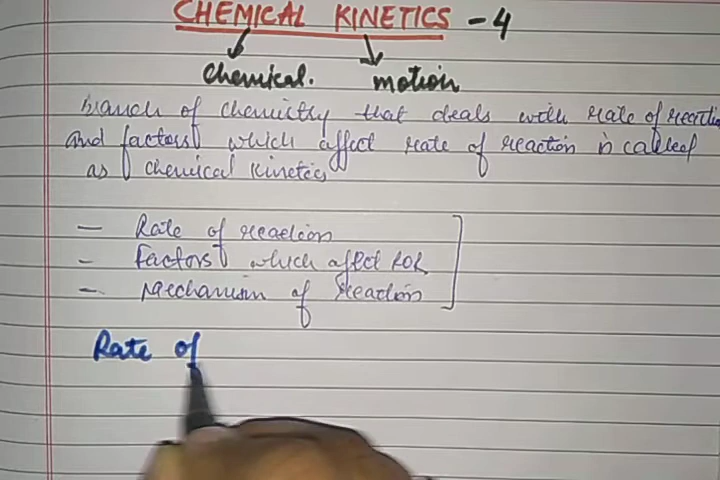 CHEMICAL KINETICS - 4
Chemical. motion
branch of chemistry that deals with rate of reaction
and factors which affect rate of reaction is called
as chemical kinetics
- Rate of reaction
- Factors which affect ROR
- Mechanism of Reaction
Rate of